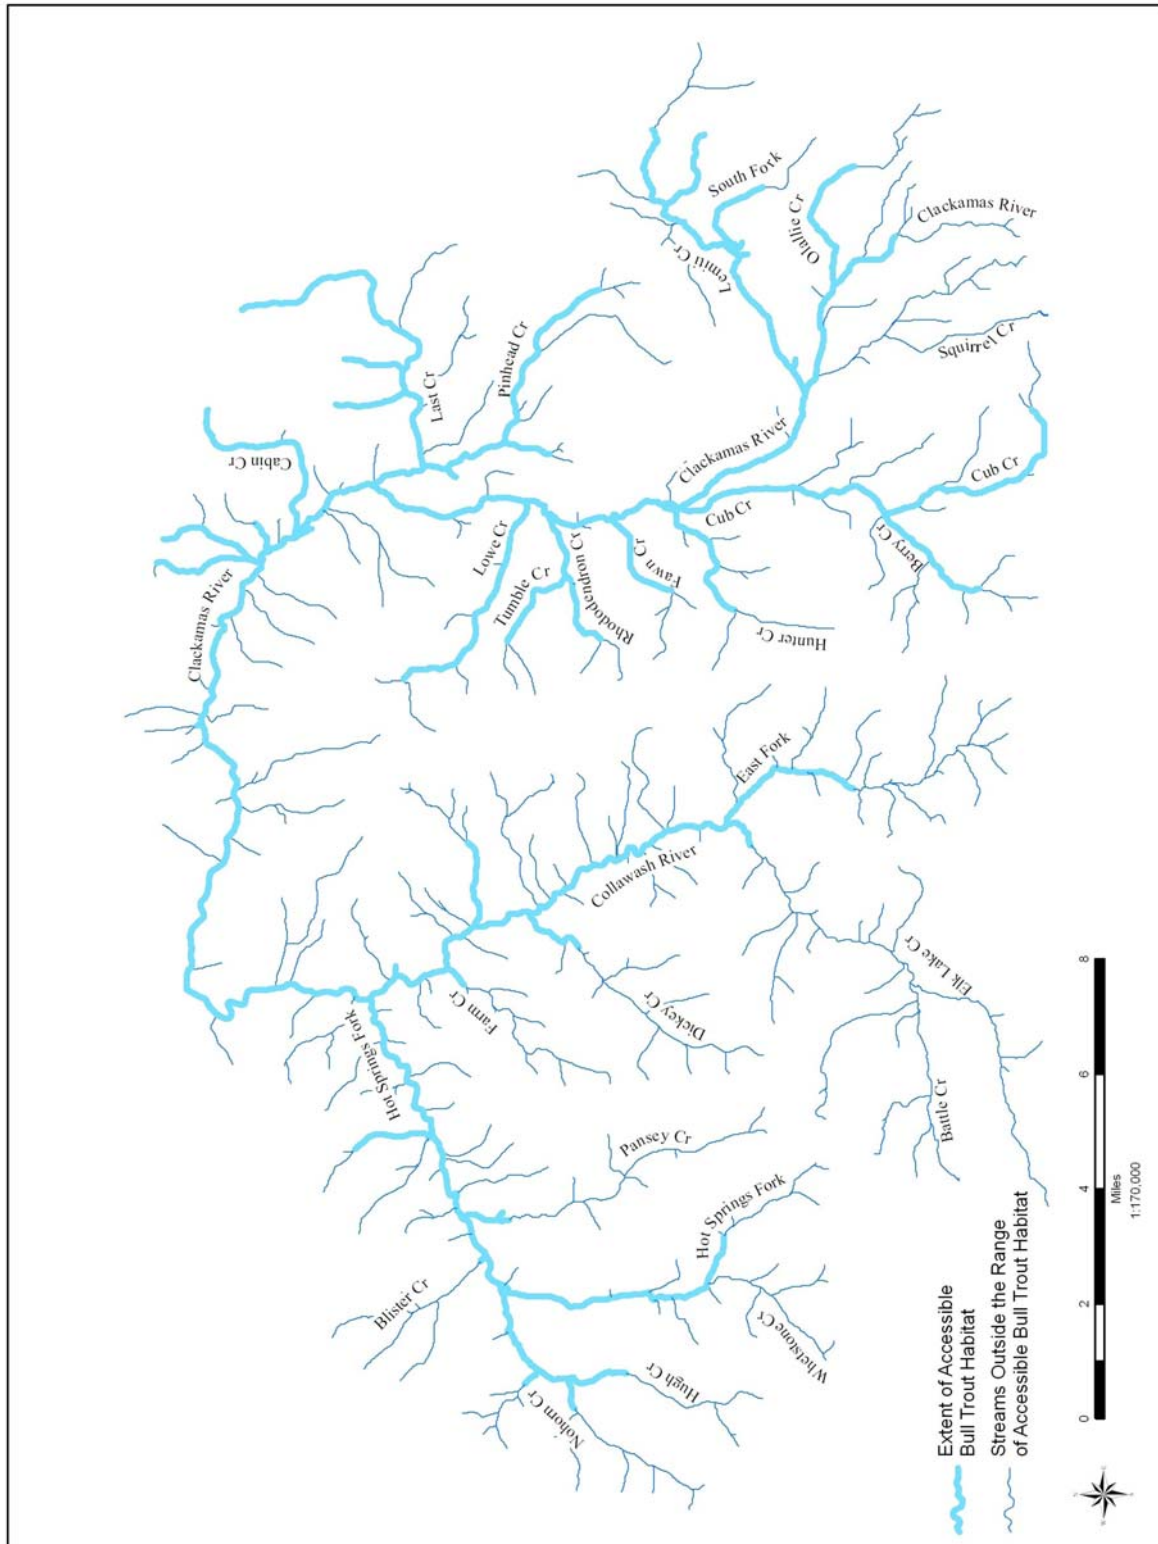 South Fork
Clackamas River
Olallie Cr
Lemiti Cr
Squirrel Cr
Pinhead Cr
Last Cr
Cabin Cr
Clackamas River
Cub Cr
Cub Cr
Berry Cr
Lowe Cr
Tumble Cr
Rhododendron Cr
Fawn Cr
Hunter Cr
Clackamas River
East Fork
Collawash River
Elk Lake Cr
Farm Cr
Dickey Cr
Hot Springs Fork
Battle Cr
Pansey Cr
Hot Springs Fork
Blister Cr
Whetstone Cr
Hugh Cr
Nohorn Cr
Extent of Accessible
Bull Trout Habitat
Streams Outside the Range
of Accessible Bull Trout Habitat
0 2 4 6 8
Miles
1:170,000